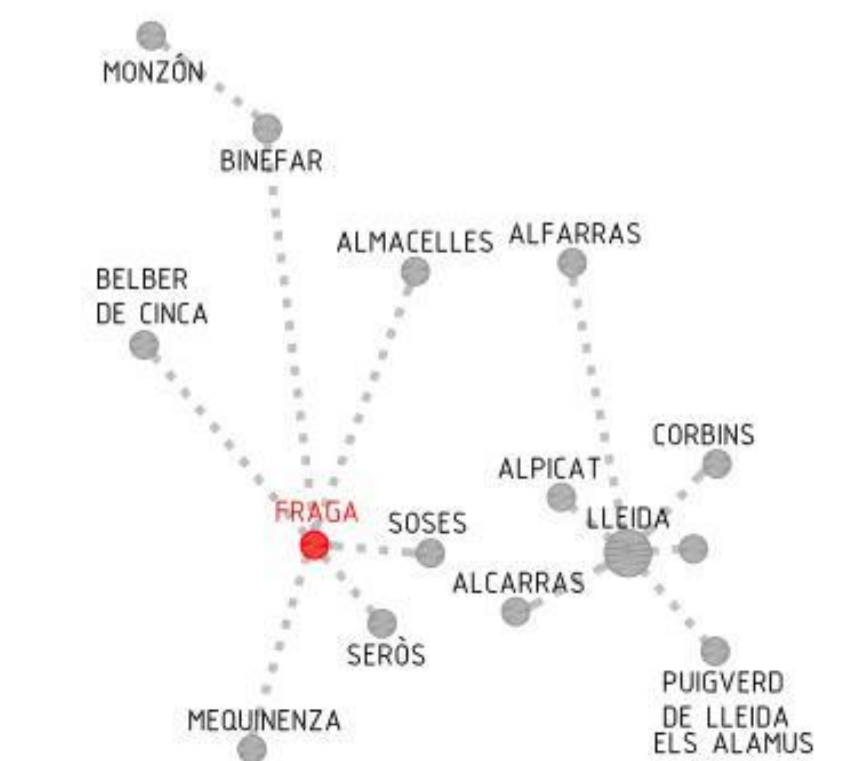 MONZÓN
BINEFAR
ALMACELLES
ALFARRAS
BELBER
DE CINCA
CORBINS
ALPICAT
FRAGA
SOSES
LLEIDA
ALCARRAS
SERÒS
PUIGVERD
DE LLEIDA
ELS ALAMUS
MEQUINENZA